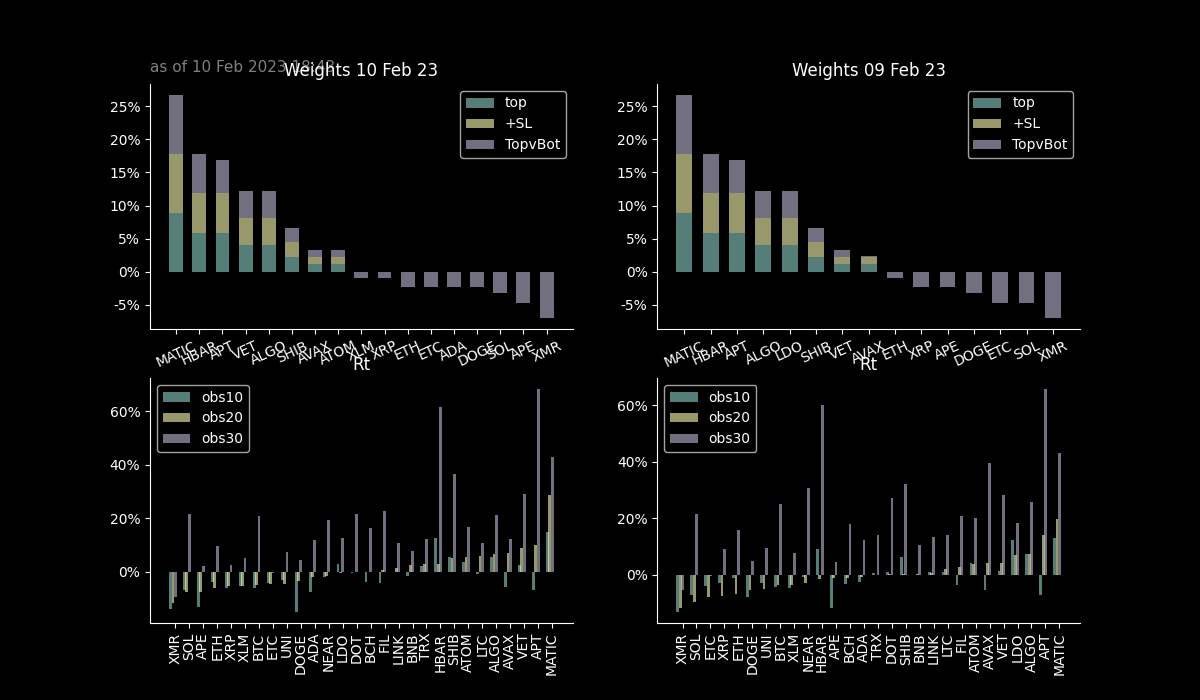 as of 10 Feb 2023
Weights 10 Feb 23
25%
20%
15%
10%
5%
0%
-5%
top
+SL
TopvBot
MATIC HBAR APT VET ALGO SHIB AVAX ATOM XLM XRP ETH ETC ADA DOGE SOL APE XMR
Weights 09 Feb 23
25%
20%
15%
10%
5%
0%
-5%
top
+SL
TopvBot
MATIC HBAR APT ALGO LDO SHIB VET AVAX ETH XRP APE DOGE ETC SOL XMR
Rt
60%
40%
20%
0%
obs10
obs20
obs30
XMR SOL APE ETH XRP XLM BTC ETC UNI DOGE ADA NEAR LDO DOT BCH FIL LINK BNB TRX HBAR SHIB ATOM LTC ALGO AVAX VET APT MATIC
Rt
60%
40%
20%
0%
obs10
obs20
obs30
XMR SOL ETC XRP ETH DOGE UNI BTC XLM NEAR HBAR APE BCH ADA TRX DOT SHIB BNB LINK LTC FIL ATOM AVAX VET LDO ALGO APT MATIC